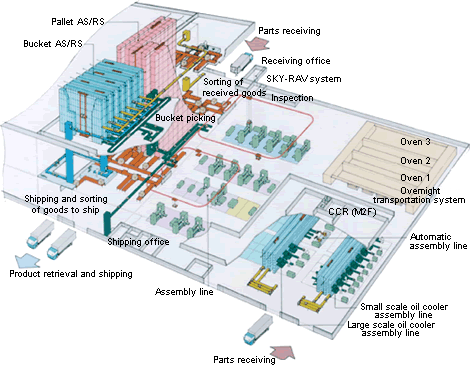 Pallet AS/RS
Bucket AS/RS
Parts receiving
Receiving office
SKY-RAV system
Sorting of
received goods
Inspection
Bucket picking
Oven 3
Oven 2
Oven 1
Overnight
transportation system
Shipping and sorting
of goods to ship
CCR (M2F)
Shipping office
Automatic
assembly line
Product retrieval and shipping
Assembly line
Small scale oil cooler
assembly line
Large scale oil cooler
assembly line
Parts receiving